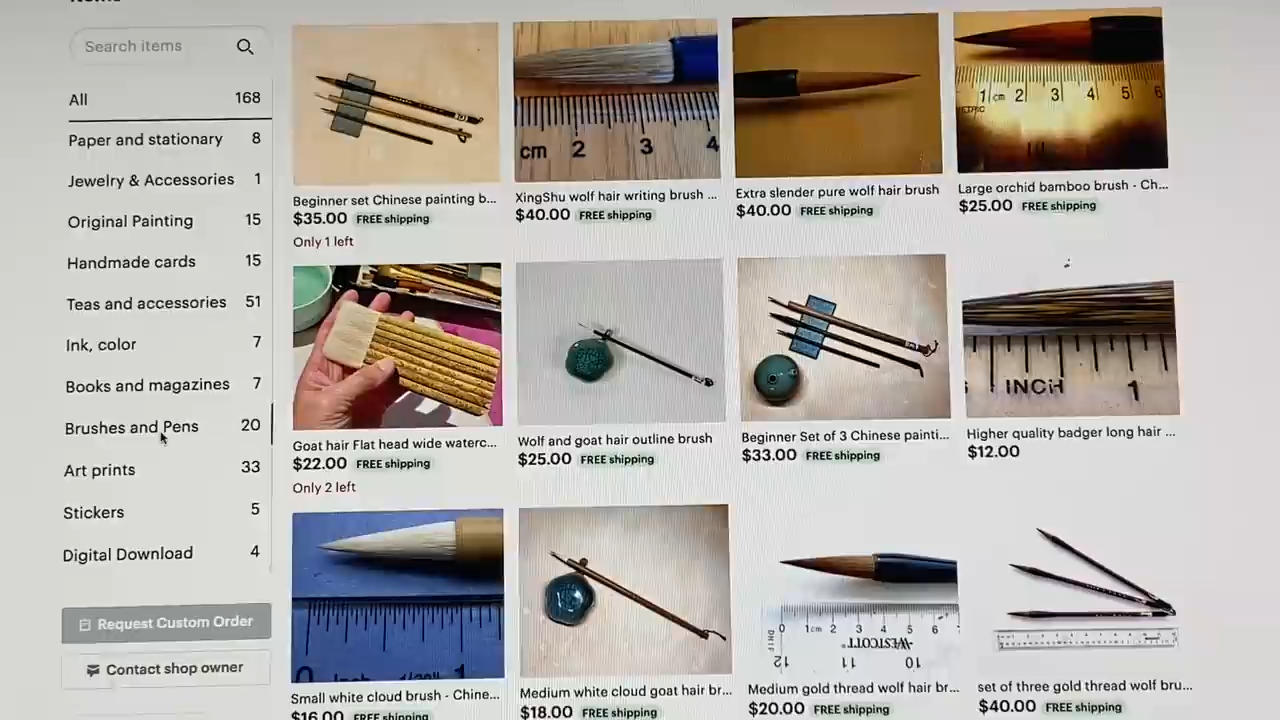 Search items
All 168
Paper and stationary 8
Jewelry & Accessories 1
Original Painting 15
Handmade cards 15
Teas and accessories 51
Ink, color 7
Books and magazines 7
Brushes and Pens 20
Art prints 33
Stickers 5
Digital Download 4
Request Custom Order
Contact shop owner
cm 2 3 4
1 cm 2 3 4 5 6
Beginner set Chinese painting b...
$35.00 FREE shipping
Only 1 left
XingShu wolf hair writing brush ...
$40.00 FREE shipping
Extra slender pure wolf hair brush
$40.00 FREE shipping
Large orchid bamboo brush - Ch...
$25.00 FREE shipping
INCH 1
Goat hair Flat head wide waterc...
$22.00 FREE shipping
Only 2 left
Wolf and goat hair outline brush
$25.00 FREE shipping
Beginner Set of 3 Chinese painti...
$33.00 FREE shipping
Higher quality badger long hair ...
$12.00
0 1
0 1cm 2 3 4 5 6
WESTCOTT
12 11 10
Small white cloud brush - Chine...
$16.00 FREE shipping
Medium white cloud goat hair br...
$18.00 FREE shipping
Medium gold thread wolf hair br...
$20.00 FREE shipping
set of three gold thread wolf bru...
$40.00 FREE shipping